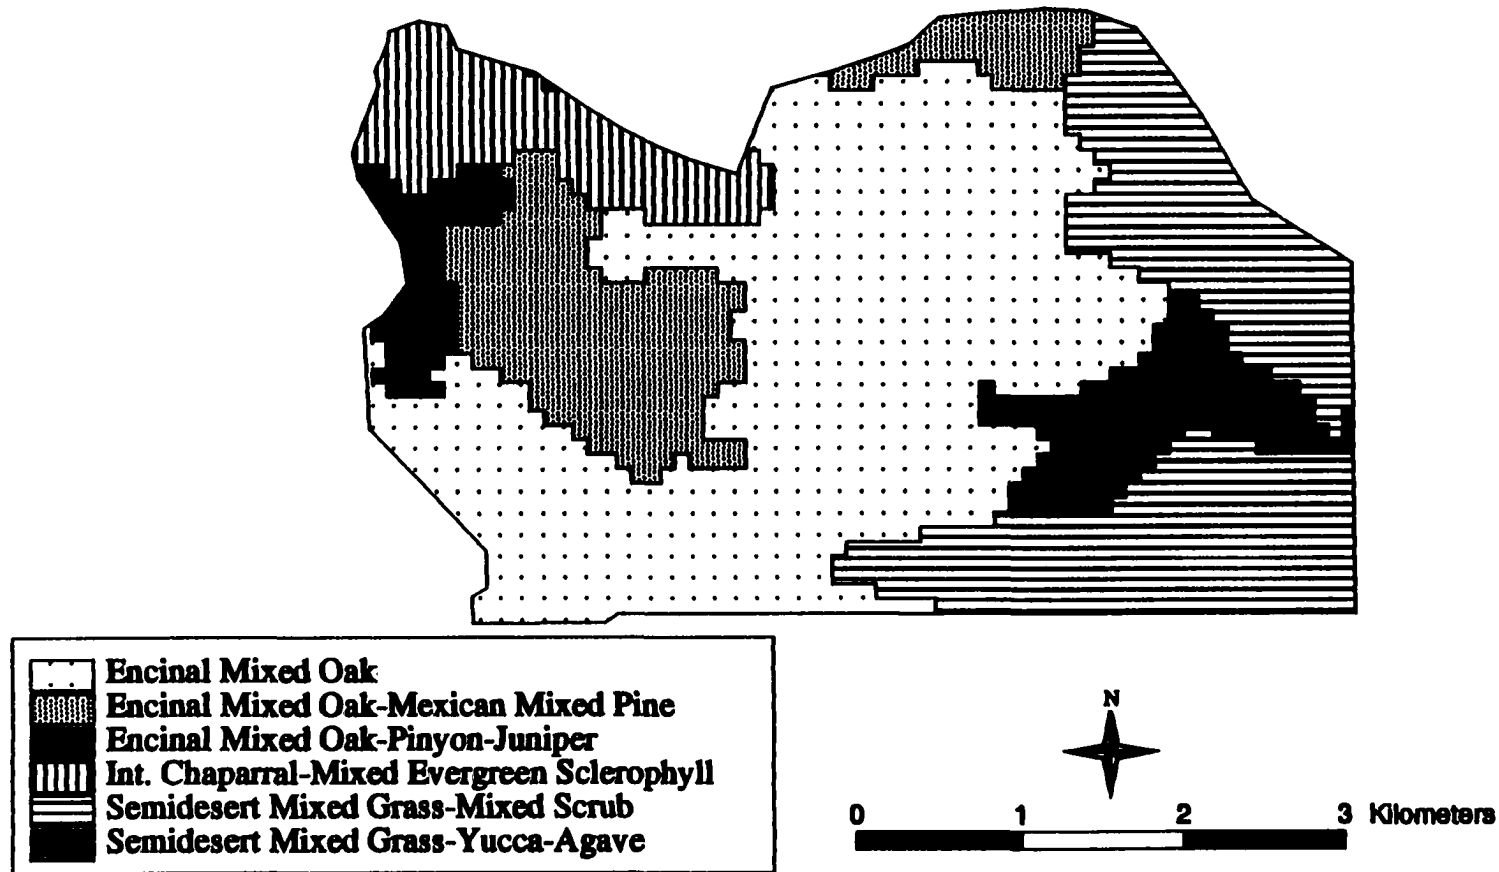 Encinal Mixed Oak
Encinal Mixed Oak-Mexican Mixed Pine
Encinal Mixed Oak-Pinyon-Juniper
Int. Chaparral-Mixed Evergreen Sclerophyll
Semidesert Mixed Grass-Mixed Scrub
Semidesert Mixed Grass-Yucca-Agave
N
0 1 2 3 Kilometers